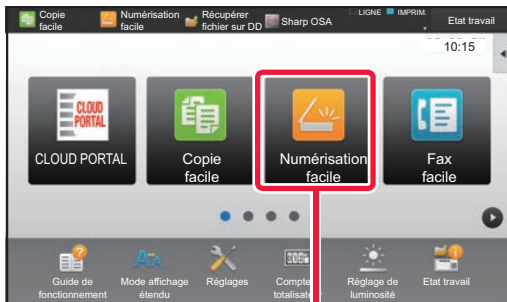 Copie
facile
Numérisation
facile
Récupérer
fichier sur DD
Sharp OSA
LIGNE
IMPRIM.
Etat travail
10:15
CLOUD
PORTAL
CLOUD PORTAL
Copie
facile
Numérisation
facile
Fax
facile
Guide de
fonctionnement
Mode affichage
étendu
Réglages
Réglage de
luminosité
Etat travail